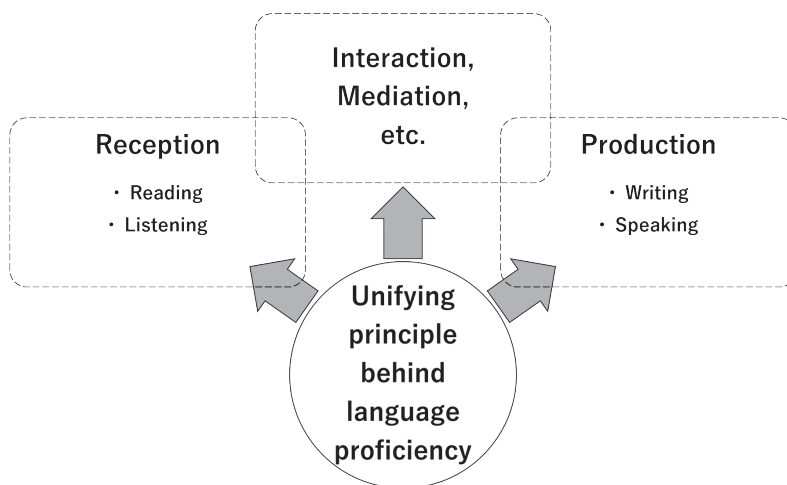 Interaction,
Mediation,
etc.
Reception
・ Reading
・ Listening
Production
・ Writing
・ Speaking
Unifying
principle
behind
language
proficiency